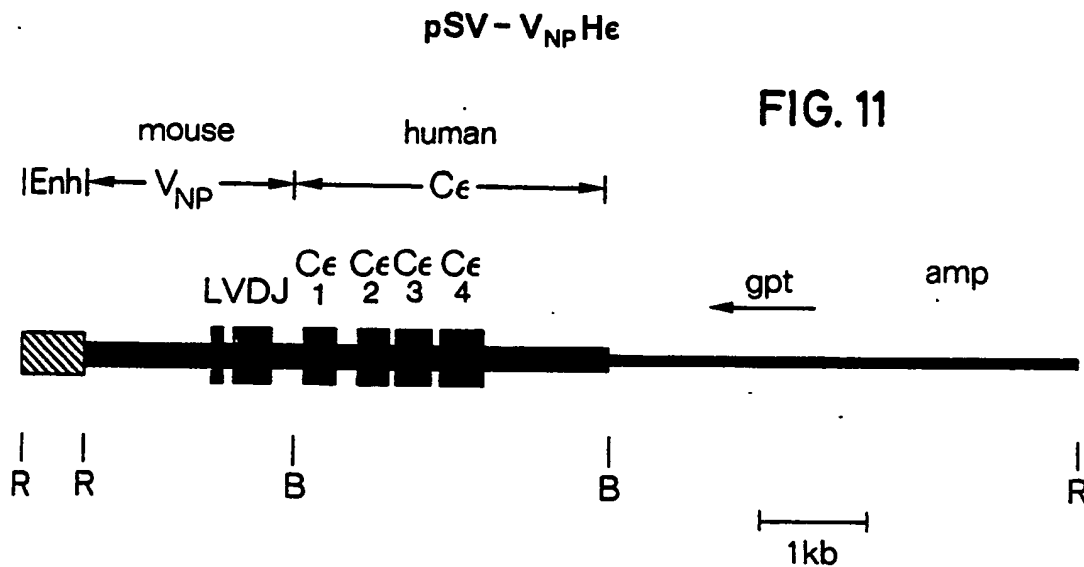 pSV-V_NP Hϵ
FIG. 11
mouse human
|Enh| V_NP Cϵ
LVDJ Cϵ 1 Cϵ 2 Cϵ 3 Cϵ 4 gpt amp
R R B B R
1kb